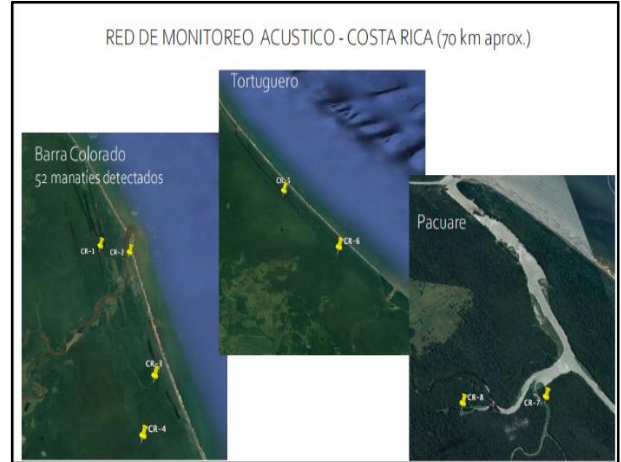 RED DE MONITOREO ACUSTICO - COSTA RICA (70 km aprox.)
Tortuguero
CR-5
CR-6
Barra Colorado
52 manatíes detectados
CR-1
CR-2
CR-3
CR-4
Pacuare
CR-8
CR-7